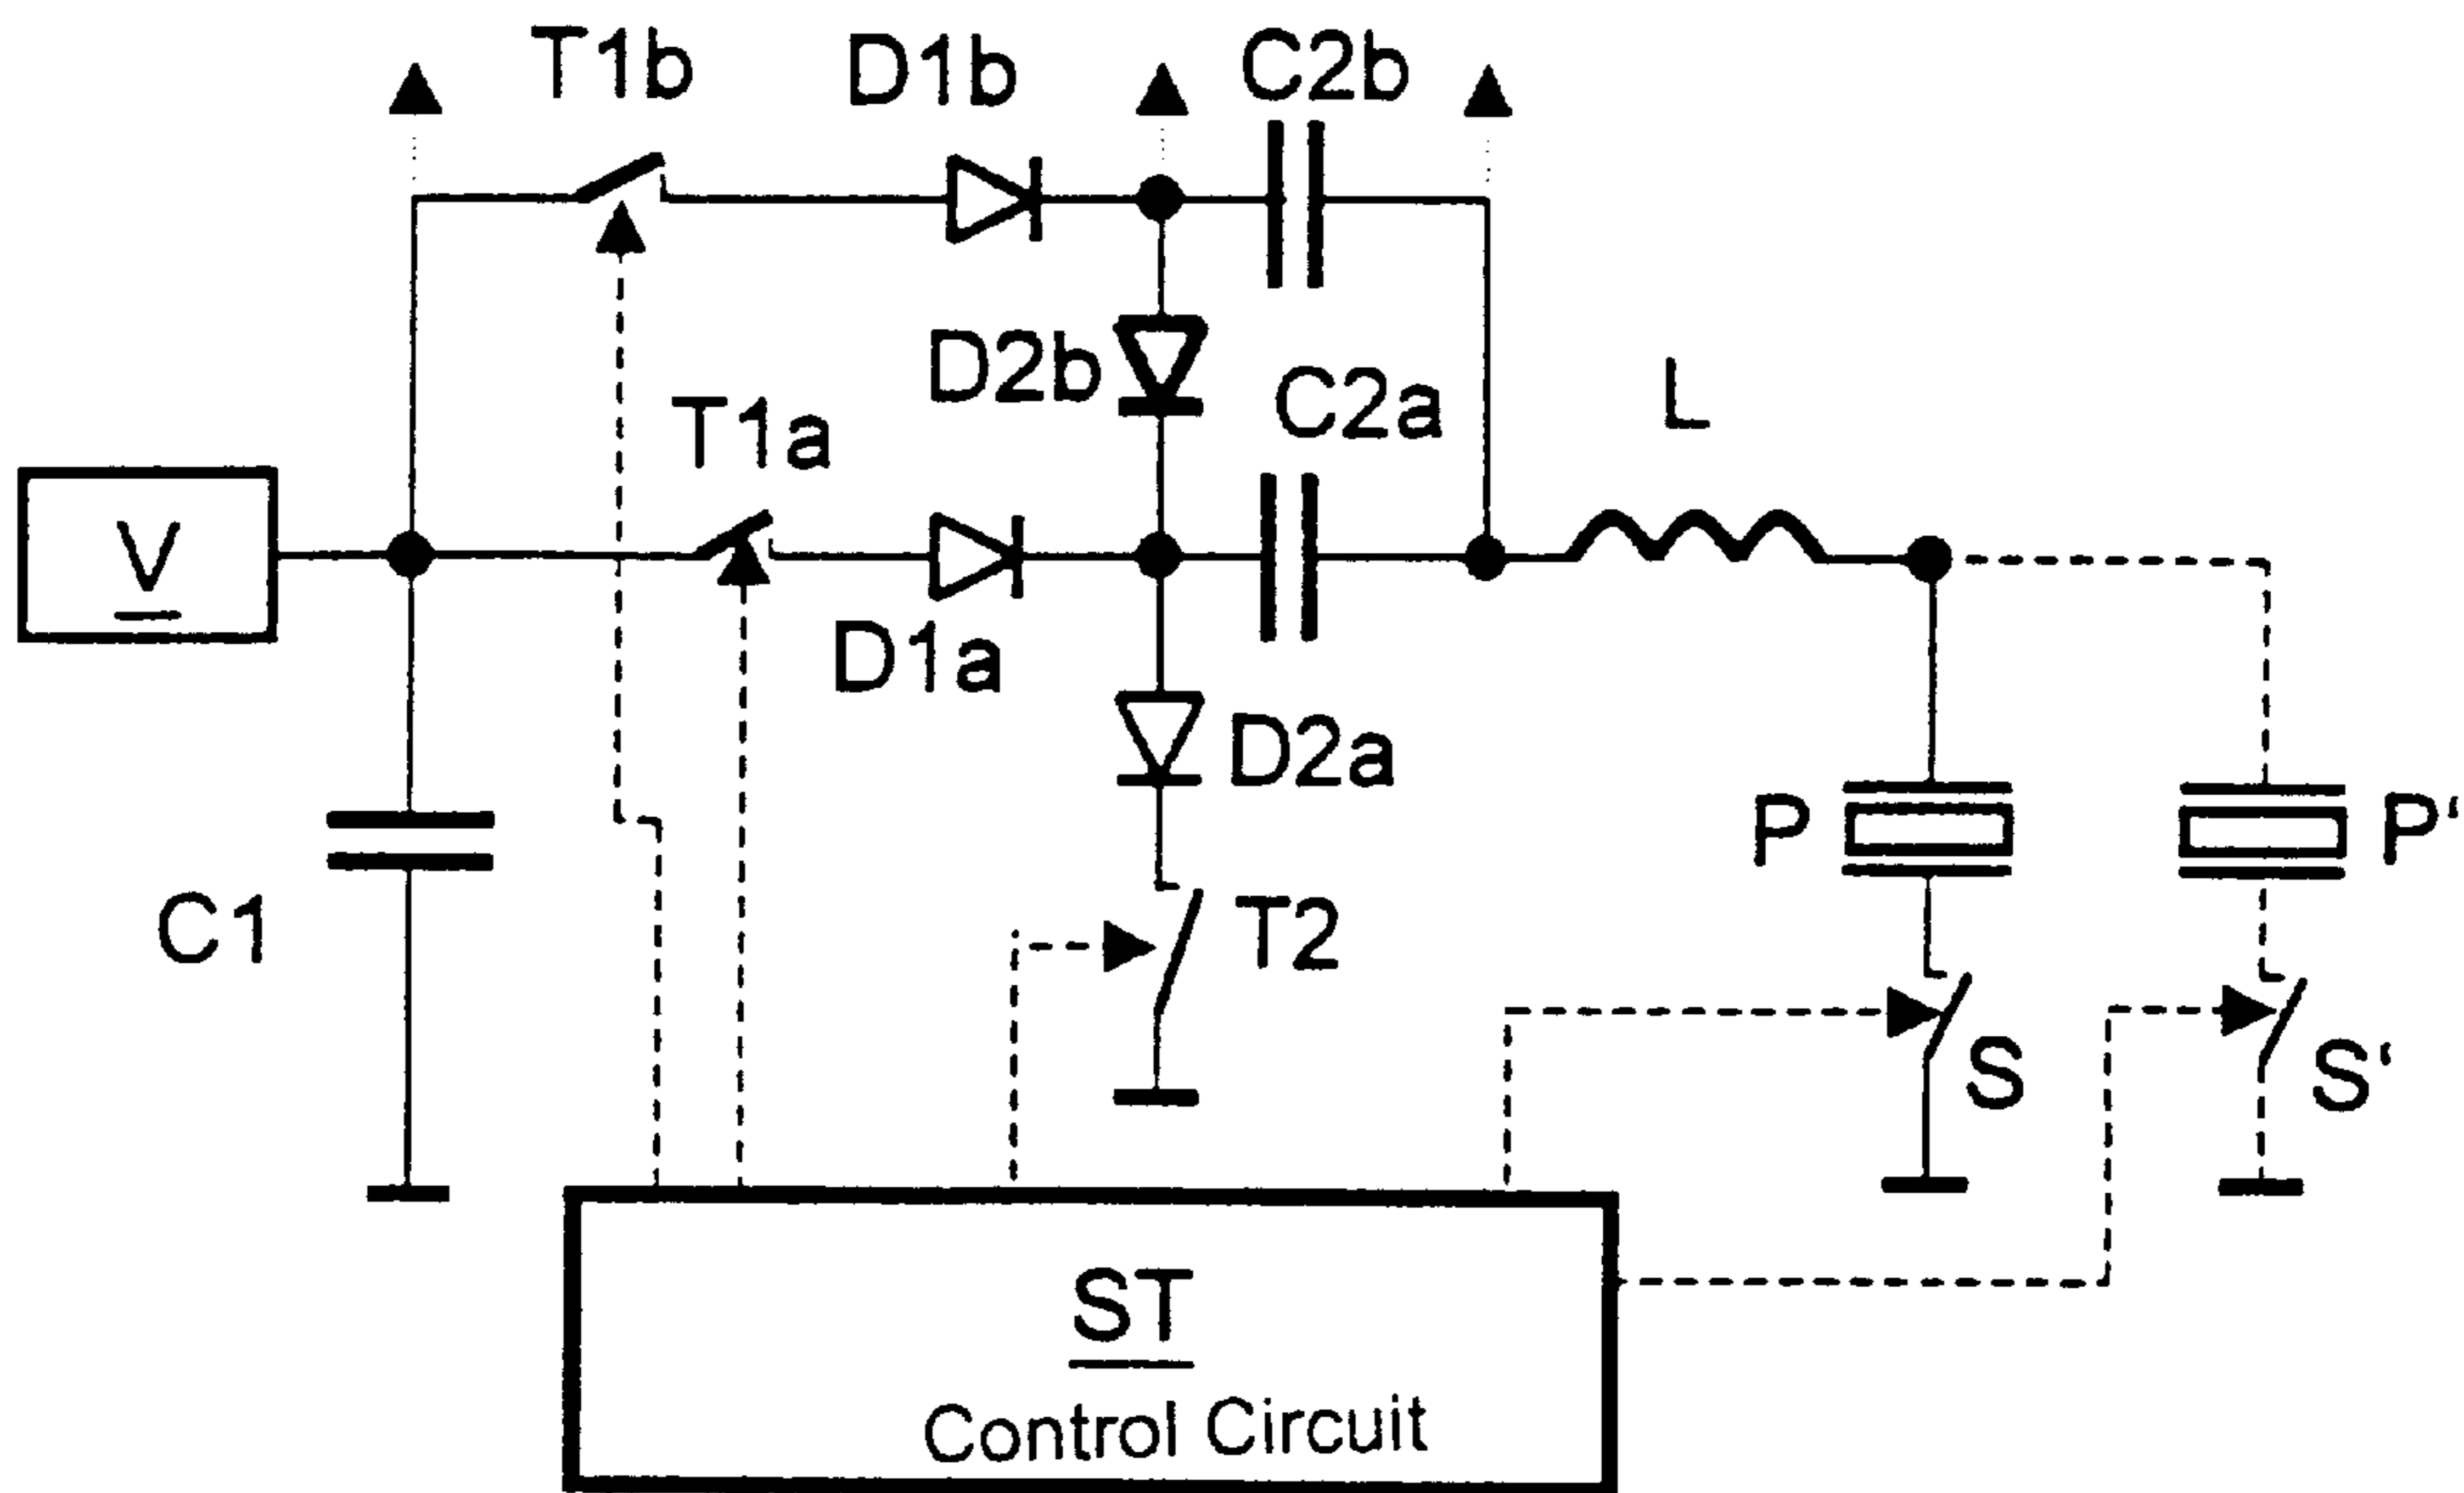 T1b
D1b
C2b
D2b
C2a
L
T1a
V
D1a
D2a
P
P‘
C1
T2
S
S‘
ST
Control Circuit